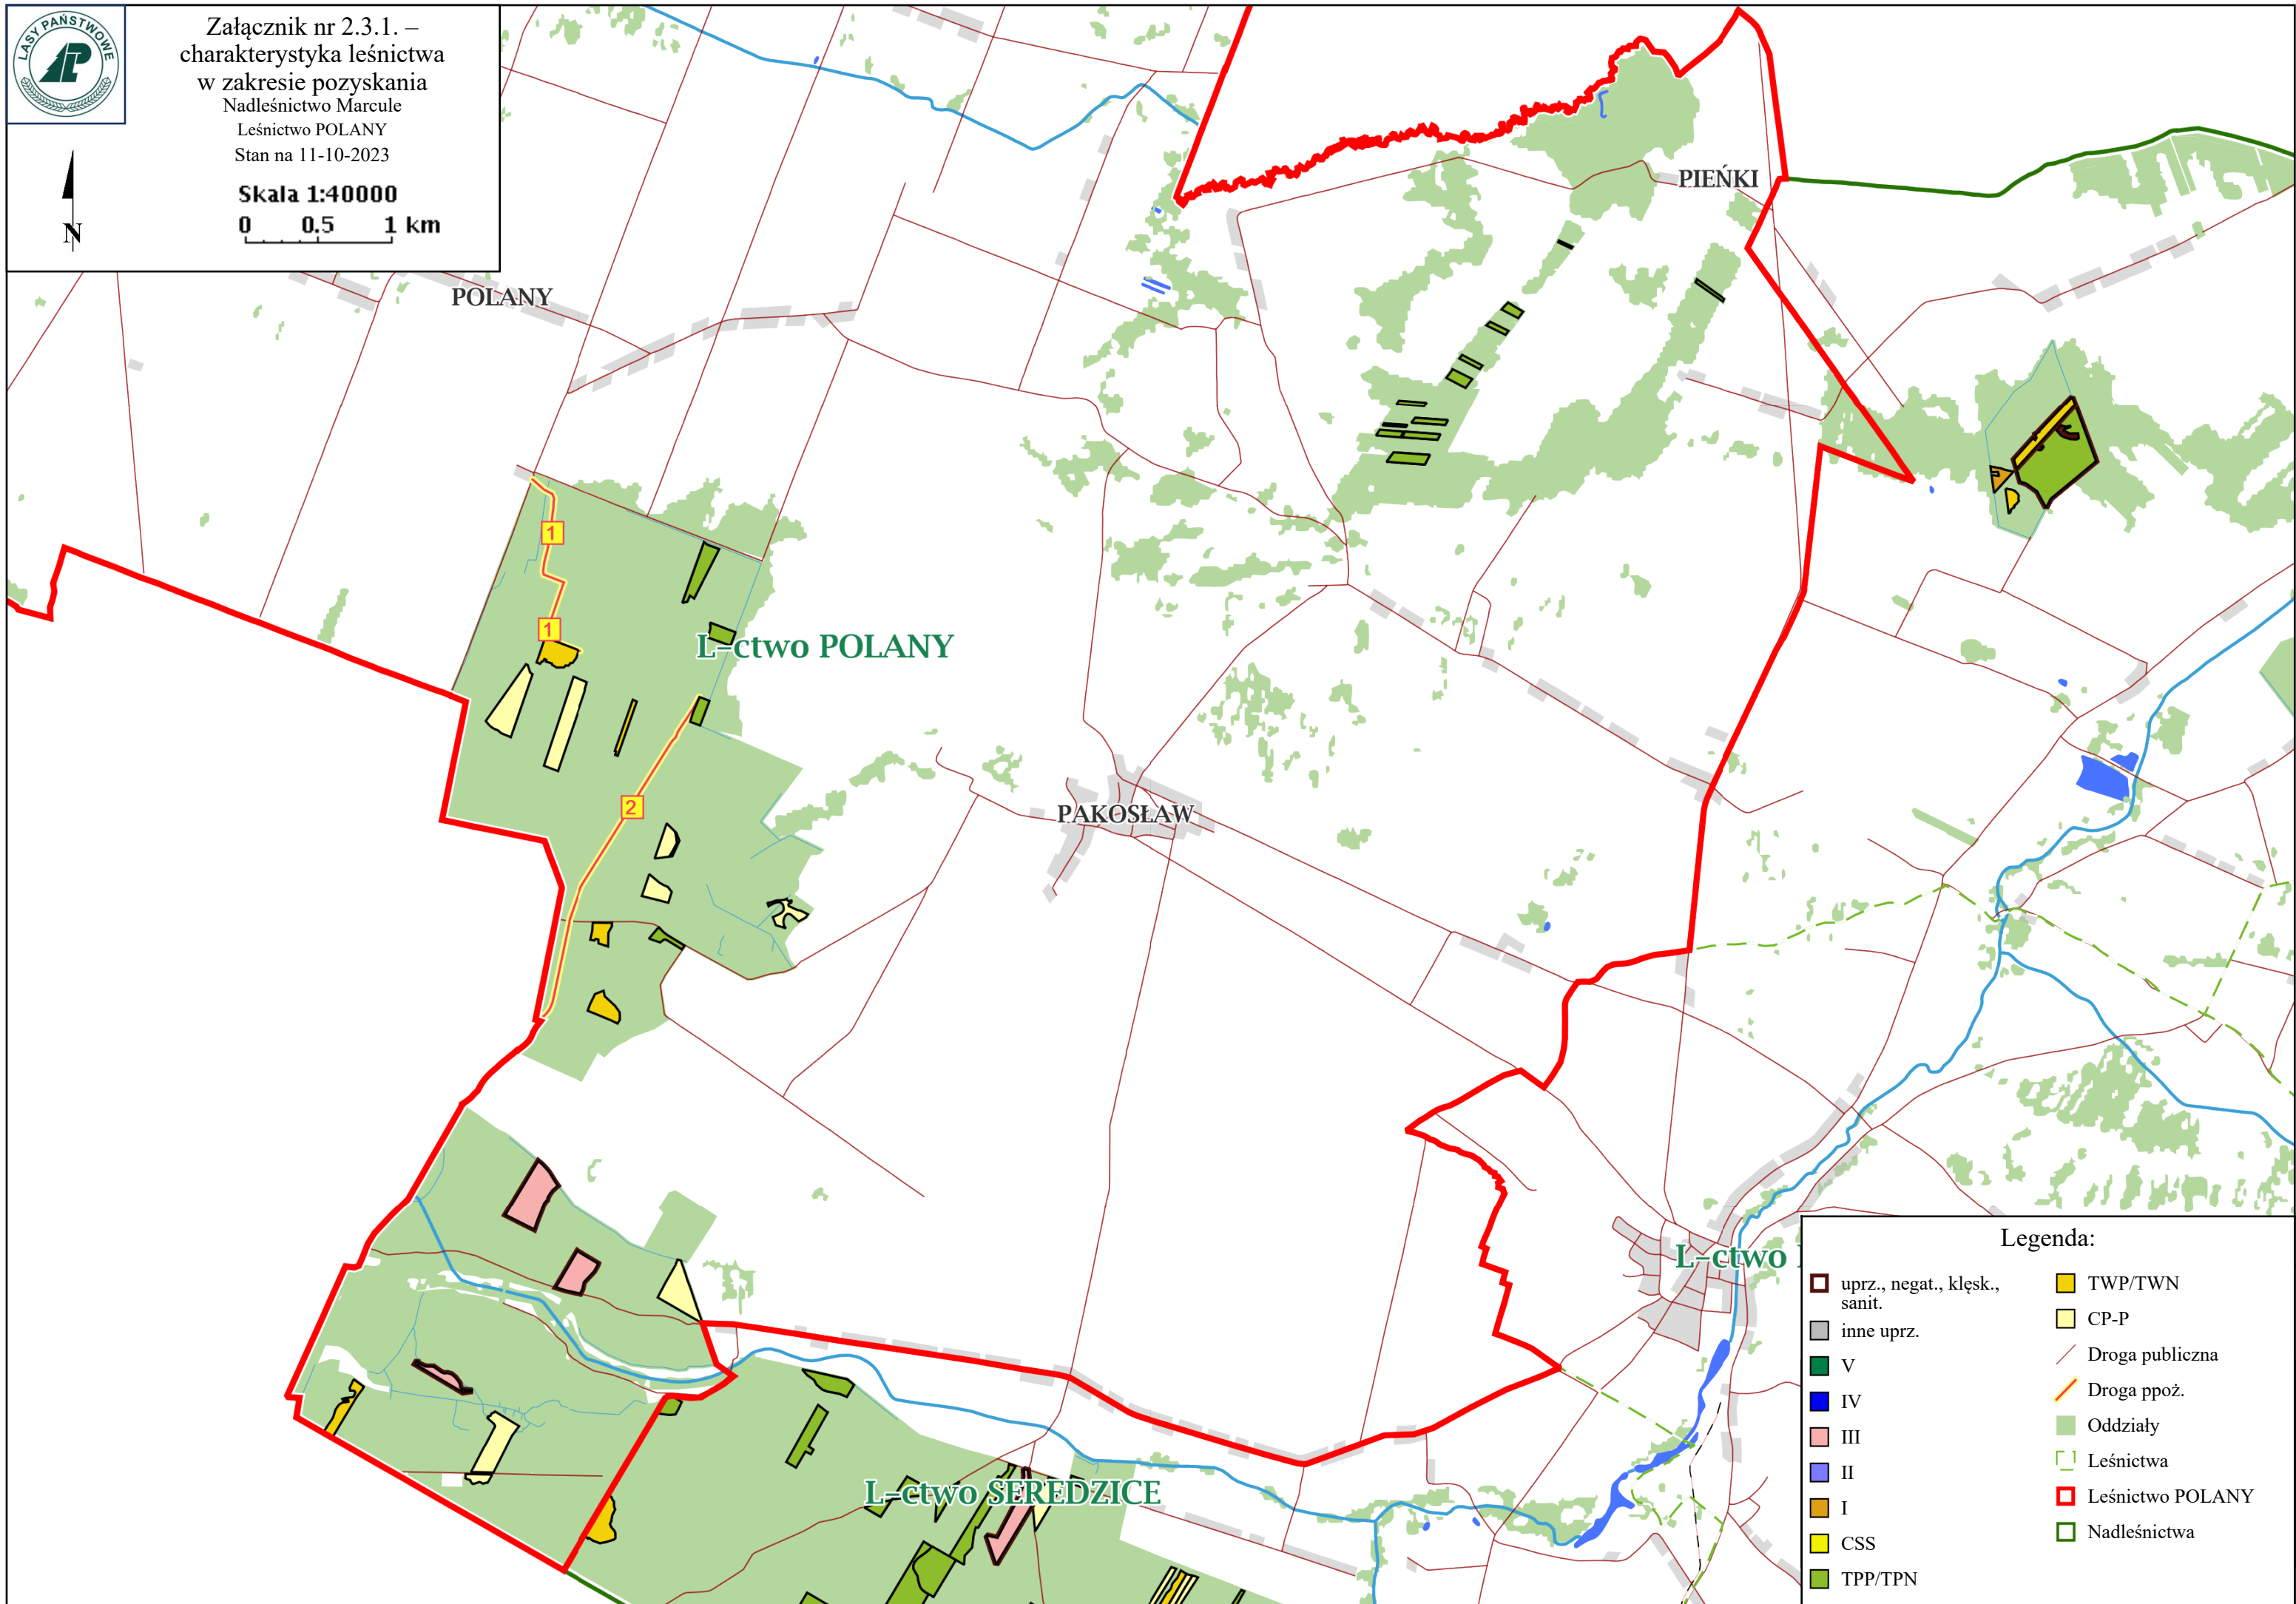 LASY PAŃSTWOWE
Załącznik nr 2.3.1. –
charakterystyka leśnictwa
w zakresie pozyskania
Nadleśnictwo Marcule
Leśnictwo POLANY
Stan na 11-10-2023
Skala 1:40000
0 0.5 1 km
N
PIEŃKI
POLANY
1
1
L-ctwo POLANY
2
PAKOSŁAW
L-ctwo
L-ctwo SEREDZICE
Legenda:
uprz., negat., klęsk.,
sanit.
inne uprz.
V
IV
III
II
I
CSS
TPP/TPN
TWP/TWN
CP-P
Droga publiczna
Droga ppoż.
Oddziały
Leśnictwa
Leśnictwo POLANY
Nadleśnictwa